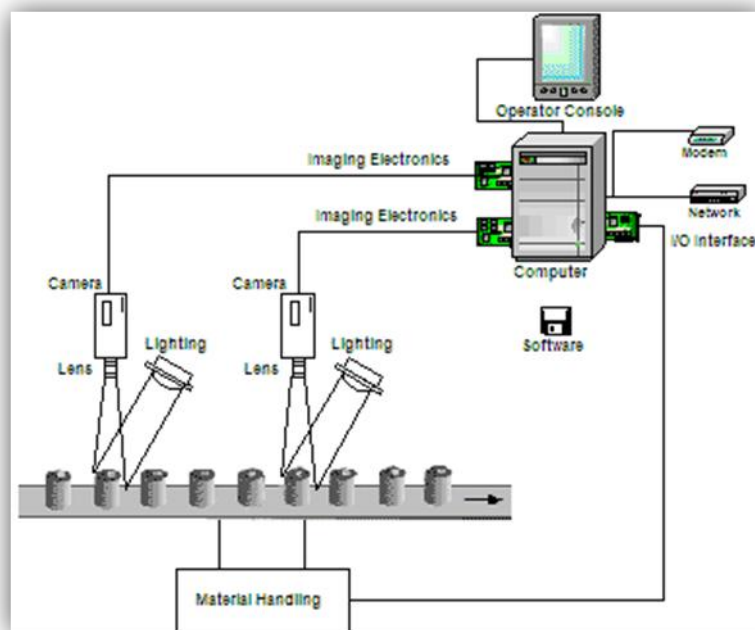 Operator Console
Modem
Imaging Electronics
Network
Imaging Electronics
I/O Interface
Computer
Camera
Camera
Lighting
Lighting
Software
Lens
Lens
Material Handling